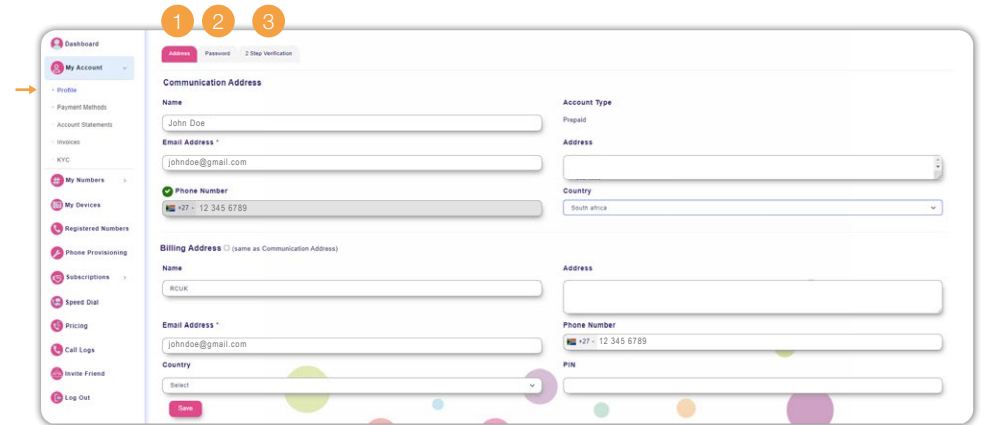 1 2 3
Dashboard
My Account
Profile
Payment Methods
Account Statements
Invoices
KYC
My Numbers
My Devices
Registered Numbers
Phone Provisioning
Subscriptions
Speed Dial
Pricing
Call Logs
Invite Friend
Log Out
Address Password 2 Step Verification
Communication Address
Name Account Type
John Doe Prepaid
Email Address * Address
johndoe@gmail.com
Phone Number Country
+27 12 345 6789 South africa
Billing Address (same as Communication Address)
Name Address
RCUK
Email Address * Phone Number
johndoe@gmail.com +27 12 345 6789
Country PIN
Select
Save